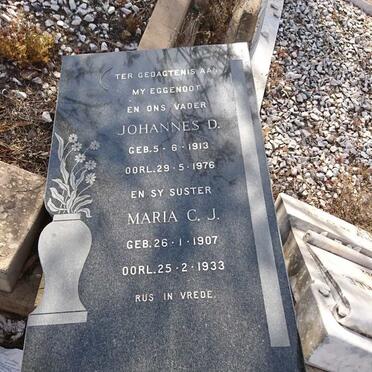 TER GEDAGTENIS AAN
MY EGGENOOT
EN ONS VADER
JOHANNES D.
GEB. 5 - 6 - 1913
OORL. 29 - 5 - 1976
EN SY SUSTER
MARIA C. J.
GEB. 26 - 1 - 1907
OORL. 25 - 2 - 1933
RUS IN VREDE.